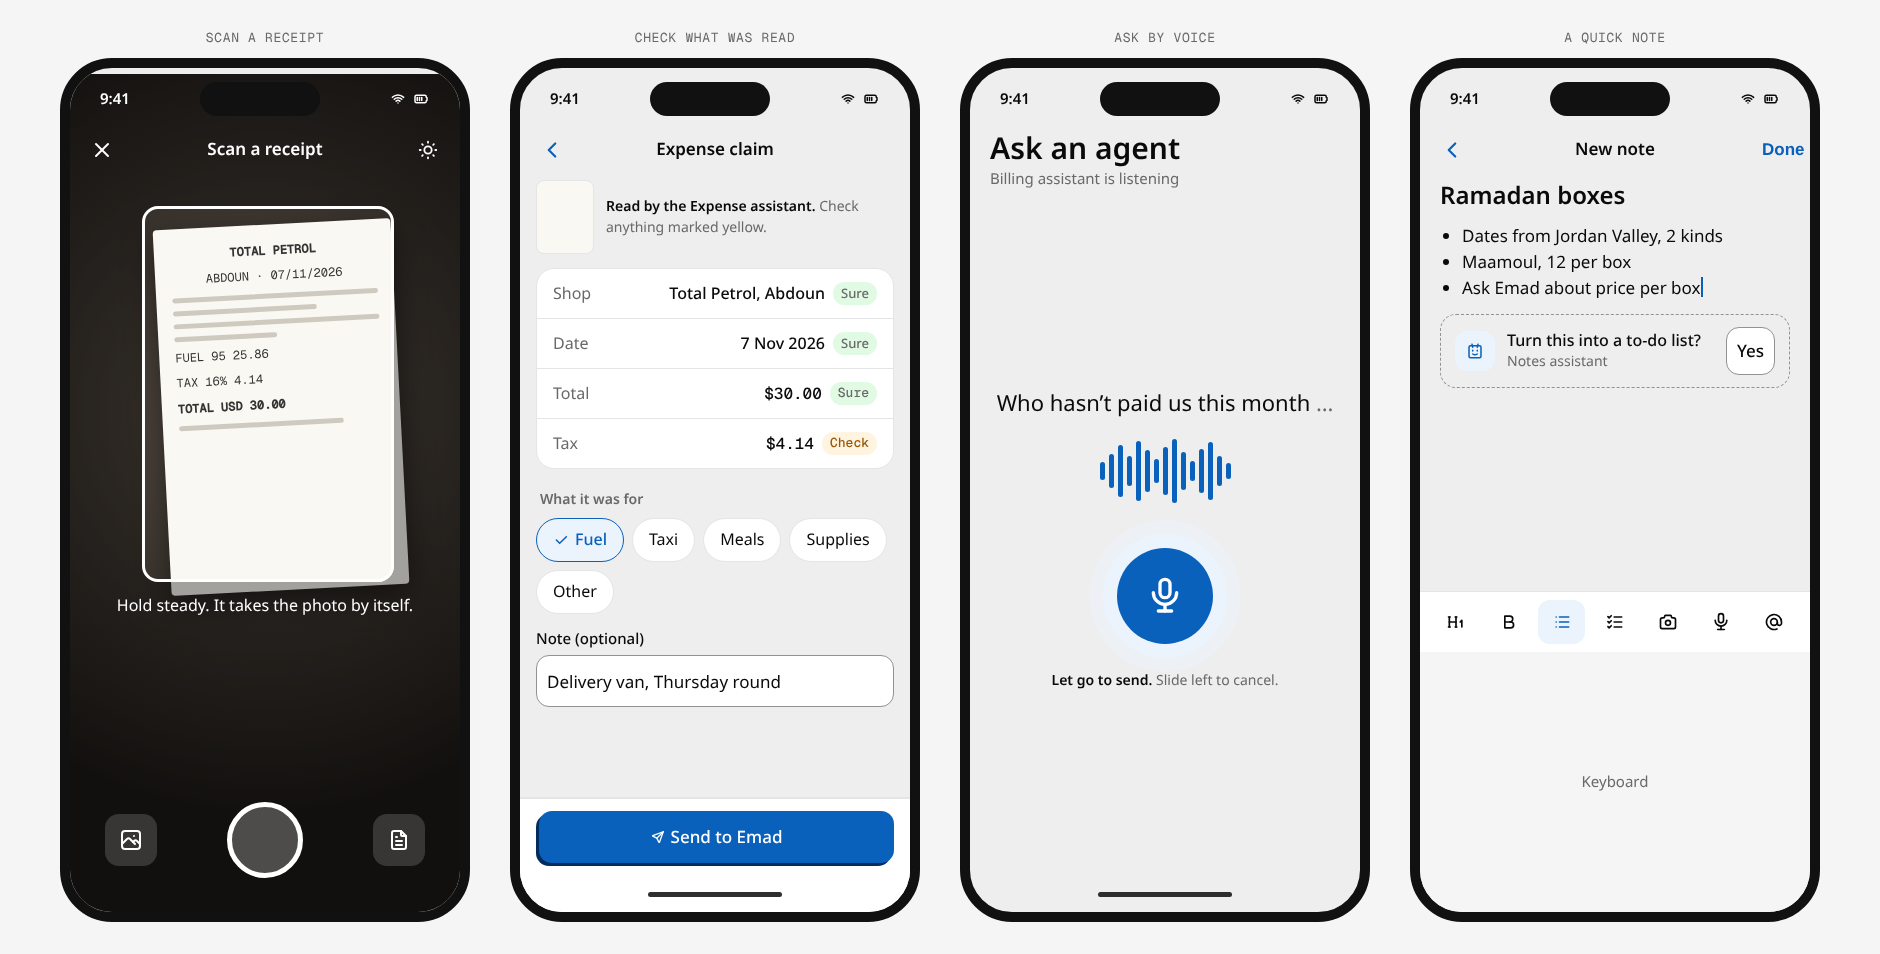 SCAN A RECEIPT
9:41
Scan a receipt
TOTAL PETROL
ABDOUN · 07/11/2026
FUEL 95 25.86
TAX 16% 4.14
TOTAL USD 30.00
Hold steady. It takes the photo by itself.
CHECK WHAT WAS READ
9:41
Expense claim
Read by the Expense assistant. Check
anything marked yellow.
Shop Total Petrol, Abdoun Sure
Date 7 Nov 2026 Sure
Total $30.00 Sure
Tax $4.14 Check
What it was for
Fuel Taxi Meals Supplies
Other
Note (optional)
Delivery van, Thursday round
Send to Emad
ASK BY VOICE
9:41
Ask an agent
Billing assistant is listening
Who hasn’t paid us this month ...
Let go to send. Slide left to cancel.
A QUICK NOTE
9:41
New note Done
Ramadan boxes
• Dates from Jordan Valley, 2 kinds
• Maamoul, 12 per box
• Ask Emad about price per box
Turn this into a to-do list?
Notes assistant
Yes
H1 B @
Keyboard